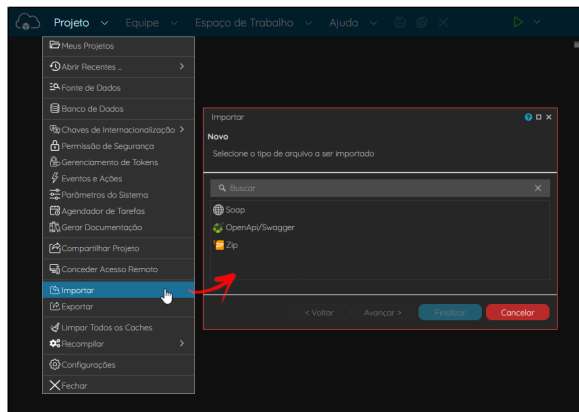 Projeto Equipe Espaço de Trabalho Ajuda
Meus Projetos
Abrir Recentes ...
Fonte de Dados
Banco de Dados
Chaves de Internacionalização
Permissão de Segurança
Gerenciamento de Tokens
Eventos e Ações
Parâmetros do Sistema
Agendador de Tarefas
Gerar Documentação
Compartilhar Projeto
Conceder Acesso Remoto
Importar
Exportar
Limpar Todos os Caches
Recompilar
Configurações
Fechar
Importar
Novo
Selecione o tipo de arquivo a ser importado
Buscar
Soap
OpenApi/Swagger
Zip
< Voltar Avançar > Finalizar Cancelar